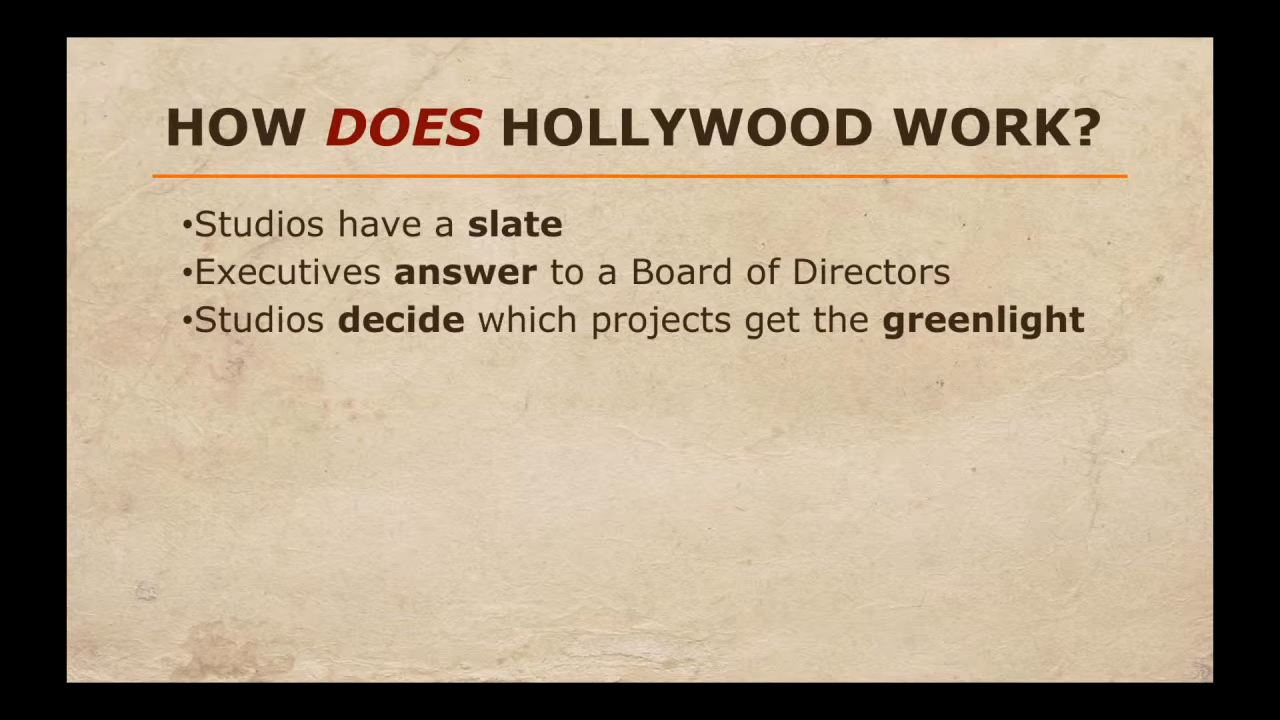 HOW DOES HOLLYWOOD WORK?
•Studios have a slate
•Executives answer to a Board of Directors
•Studios decide which projects get the greenlight